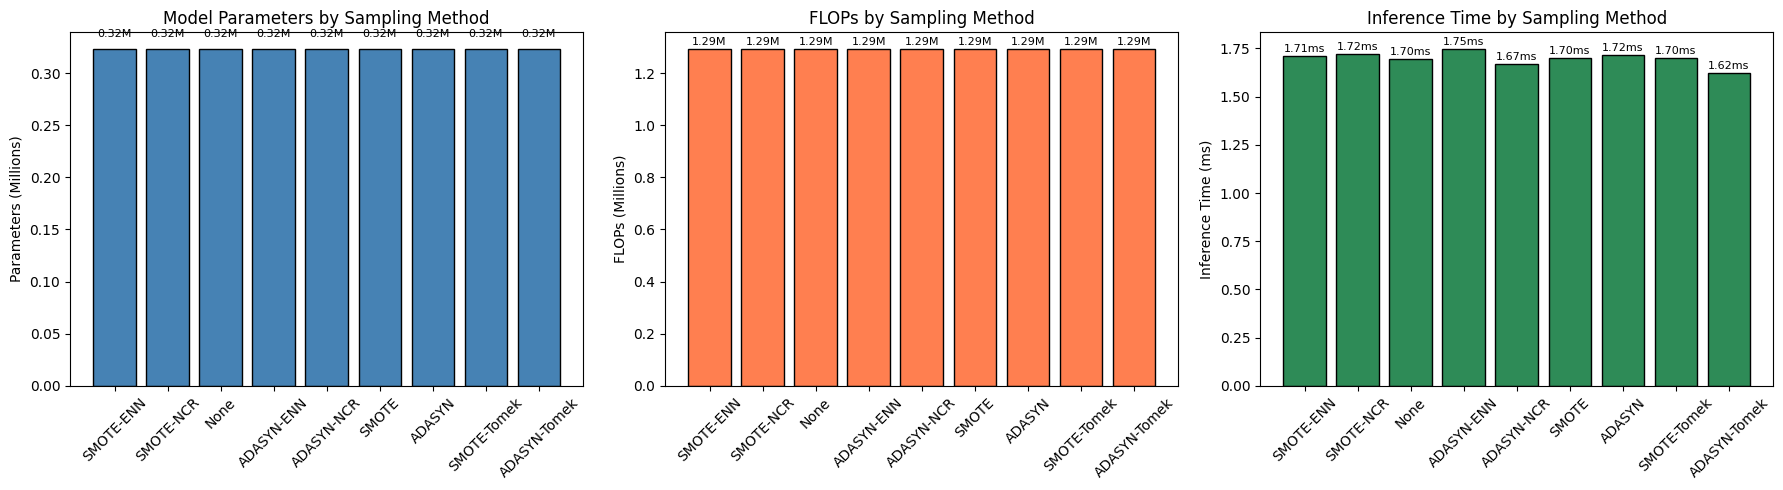 Model Parameters by Sampling Method
0.32M 0.32M 0.32M 0.32M 0.32M 0.32M 0.32M 0.32M 0.32M
Parameters (Millions)
0.30
0.25
0.20
0.15
0.10
0.05
0.00
SMOTE-ENN
SMOTE-NCR
None
ADASYN-ENN
ADASYN-NCR
SMOTE
ADASYN
SMOTE-Tomek
ADASYN-Tomek
FLOPs by Sampling Method
1.29M 1.29M 1.29M 1.29M 1.29M 1.29M 1.29M 1.29M 1.29M
FLOPs (Millions)
1.2
1.0
0.8
0.6
0.4
0.2
0.0
SMOTE-ENN
SMOTE-NCR
None
ADASYN-ENN
ADASYN-NCR
SMOTE
ADASYN
SMOTE-Tomek
ADASYN-Tomek
Inference Time by Sampling Method
1.71ms 1.72ms 1.70ms 1.75ms 1.67ms 1.70ms 1.72ms 1.70ms 1.62ms
Inference Time (ms)
1.75
1.50
1.25
1.00
0.75
0.50
0.25
0.00
SMOTE-ENN
SMOTE-NCR
None
ADASYN-ENN
ADASYN-NCR
SMOTE
ADASYN
SMOTE-Tomek
ADASYN-Tomek